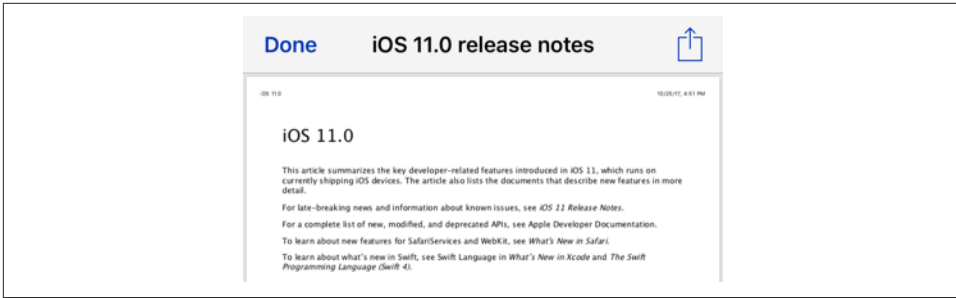 Done iOS 11.0 release notes
iOS 11.0 10/25/17, 4:51 PM
iOS 11.0
This article summarizes the key developer-related features introduced in iOS 11, which runs on
currently shipping iOS devices. The article also lists the documents that describe new features in more
detail.
For late-breaking news and information about known issues, see iOS 11 Release Notes.
For a complete list of new, modified, and deprecated APIs, see Apple Developer Documentation.
To learn about new features for SafariServices and WebKit, see What's New in Safari.
To learn about what's new in Swift, see Swift Language in What's New in Xcode and The Swift
Programming Language (Swift 4).